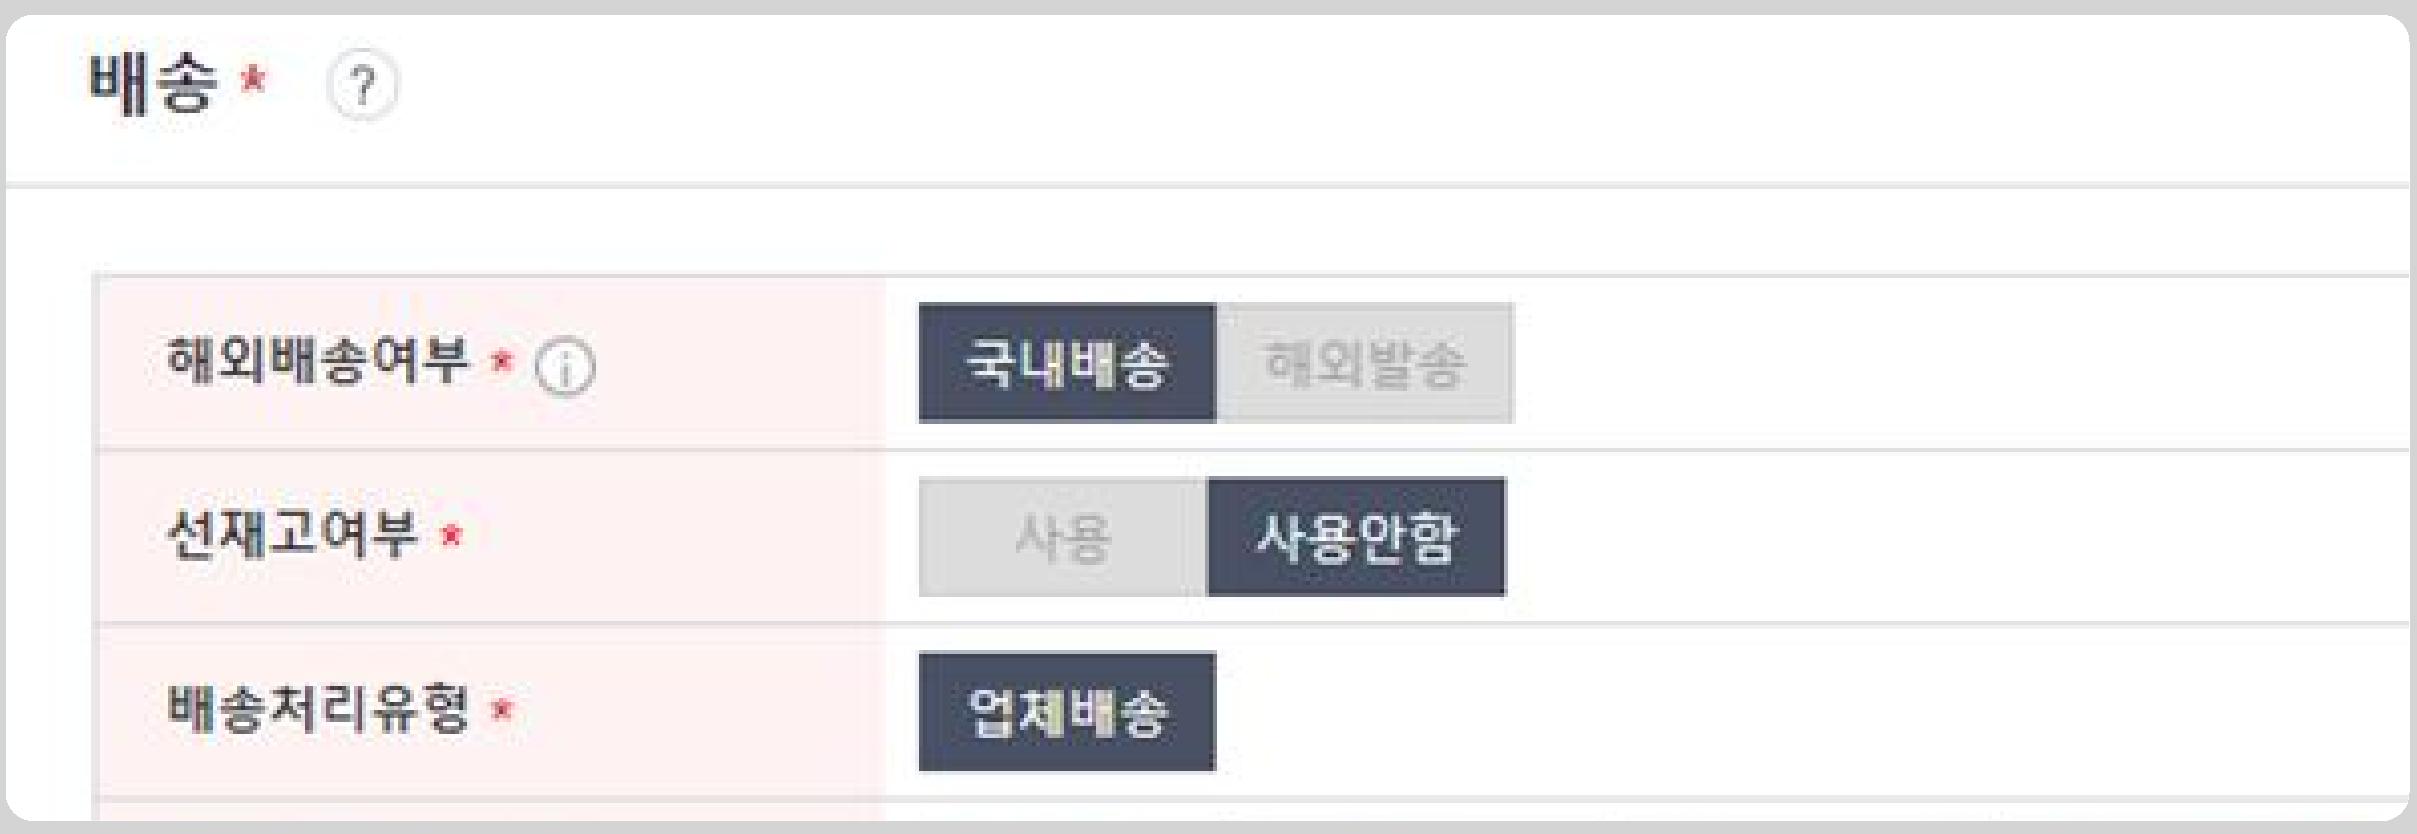 배송 * ?
해외배송여부 * i 국내배송 해외발송
선재고여부 * 사용 사용안함
배송처리유형 * 업체배송